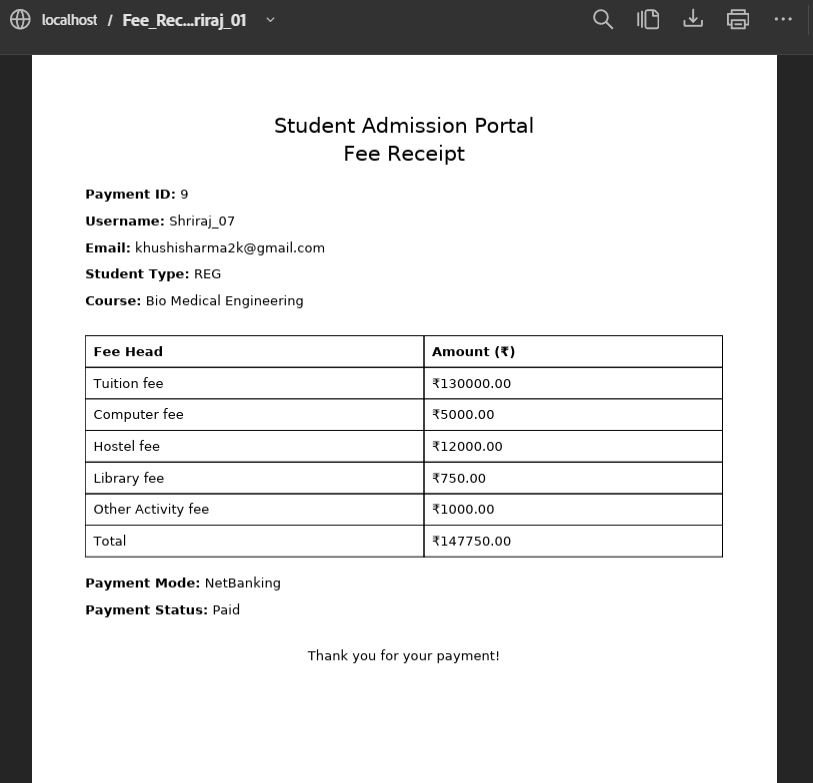 localhost / Fee_Rec...riraj_01
Student Admission Portal
Fee Receipt
Payment ID: 9
Username: Shriraj_07
Email: khushisharma2k@gmail.com
Student Type: REG
Course: Bio Medical Engineering
Fee Head Amount (₹)
Tuition fee ₹130000.00
Computer fee ₹5000.00
Hostel fee ₹12000.00
Library fee ₹750.00
Other Activity fee ₹1000.00
Total ₹147750.00
Payment Mode: NetBanking
Payment Status: Paid
Thank you for your payment!